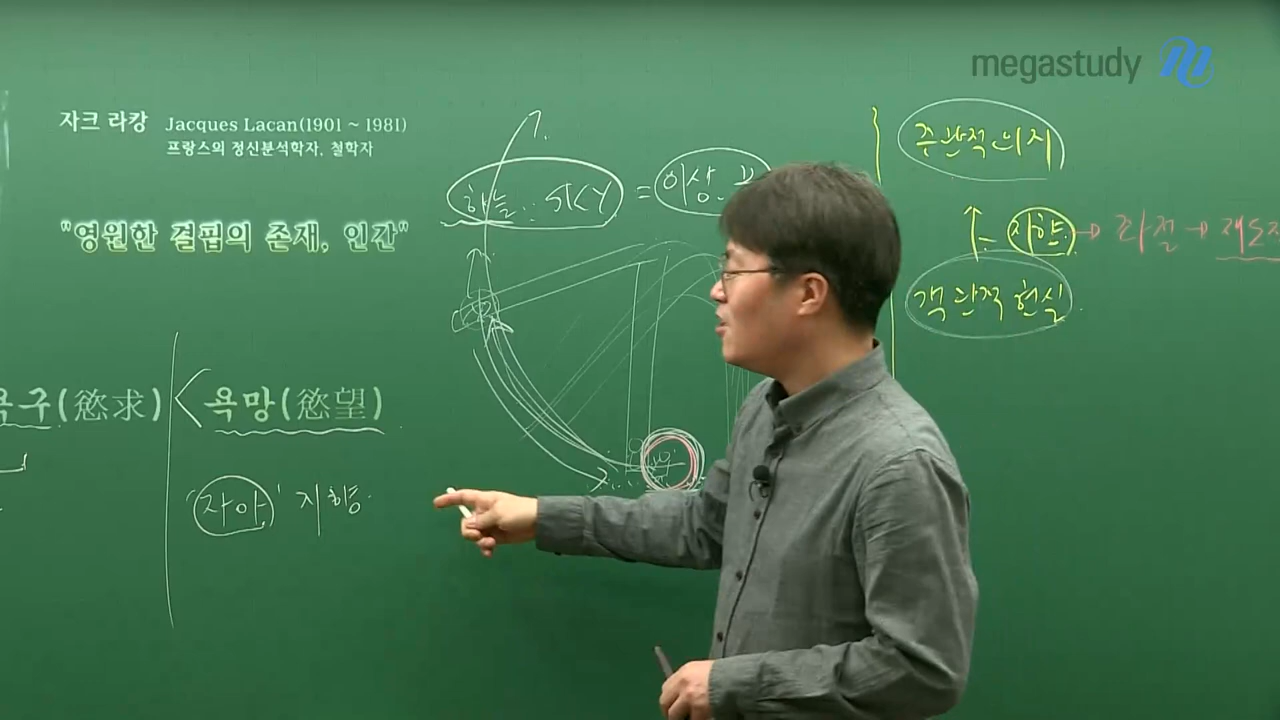 megastudy
자크 라캉 Jacques Lacan(1901 ~ 1981)
프랑스의 정신분석학자, 철학자
"영원한 결핍의 존재, 인간"
하늘 : SKY = 이상.
주관적 의지
지향 → 좌절 → 재도
객관적 현실
욕구(慾求) < 욕망(慾望)
'자아' 지향.